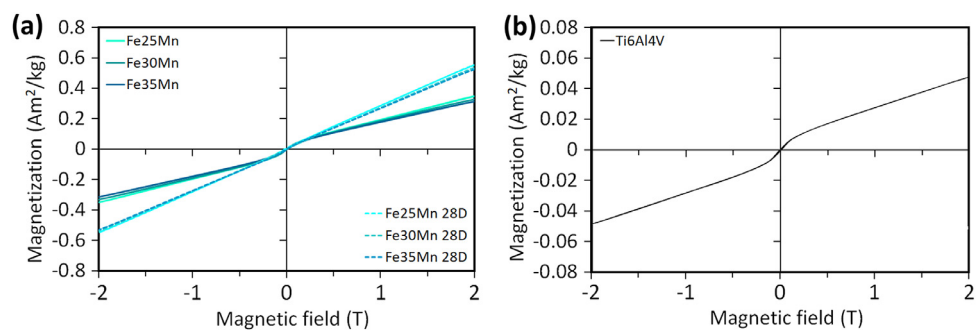 (a)
Magnetization (Am²/kg)
0.8
0.6
0.4
0.2
0
-0.2
-0.4
-0.6
-0.8
Fe25Mn
Fe30Mn
Fe35Mn
Fe25Mn 28D
Fe30Mn 28D
Fe35Mn 28D
-2
-1
0
1
2
Magnetic field (T)
(b)
Magnetization (Am²/kg)
0.08
0.06
0.04
0.02
0
-0.02
-0.04
-0.06
-0.08
Ti6Al4V
-2
-1
0
1
2
Magnetic field (T)